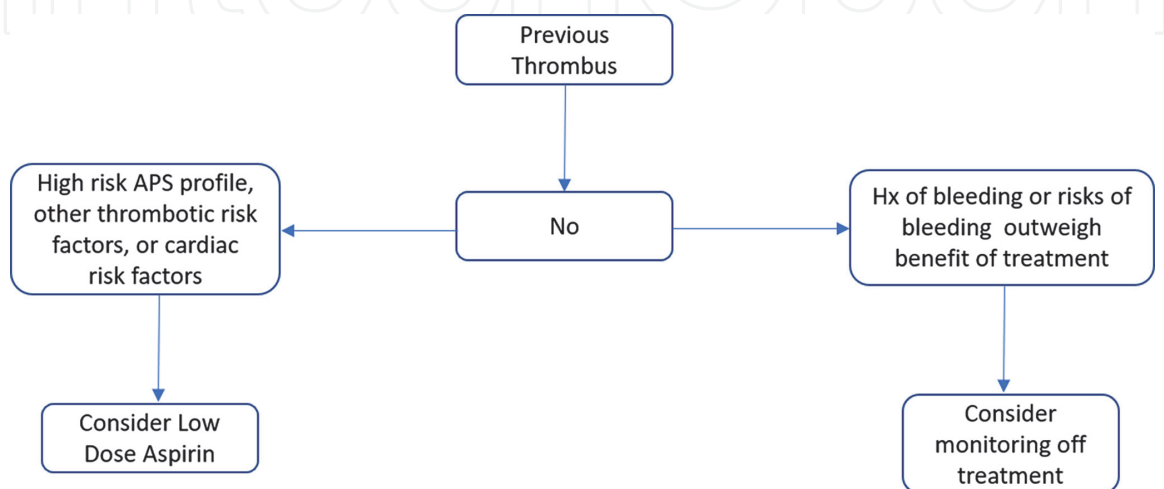 Previous
Thrombus
High risk APS profile,
other thrombotic risk
factors, or cardiac
risk factors
No
Hx of bleeding or risks of
bleeding outweigh
benefit of treatment
Consider Low
Dose Aspirin
Consider
monitoring off
treatment